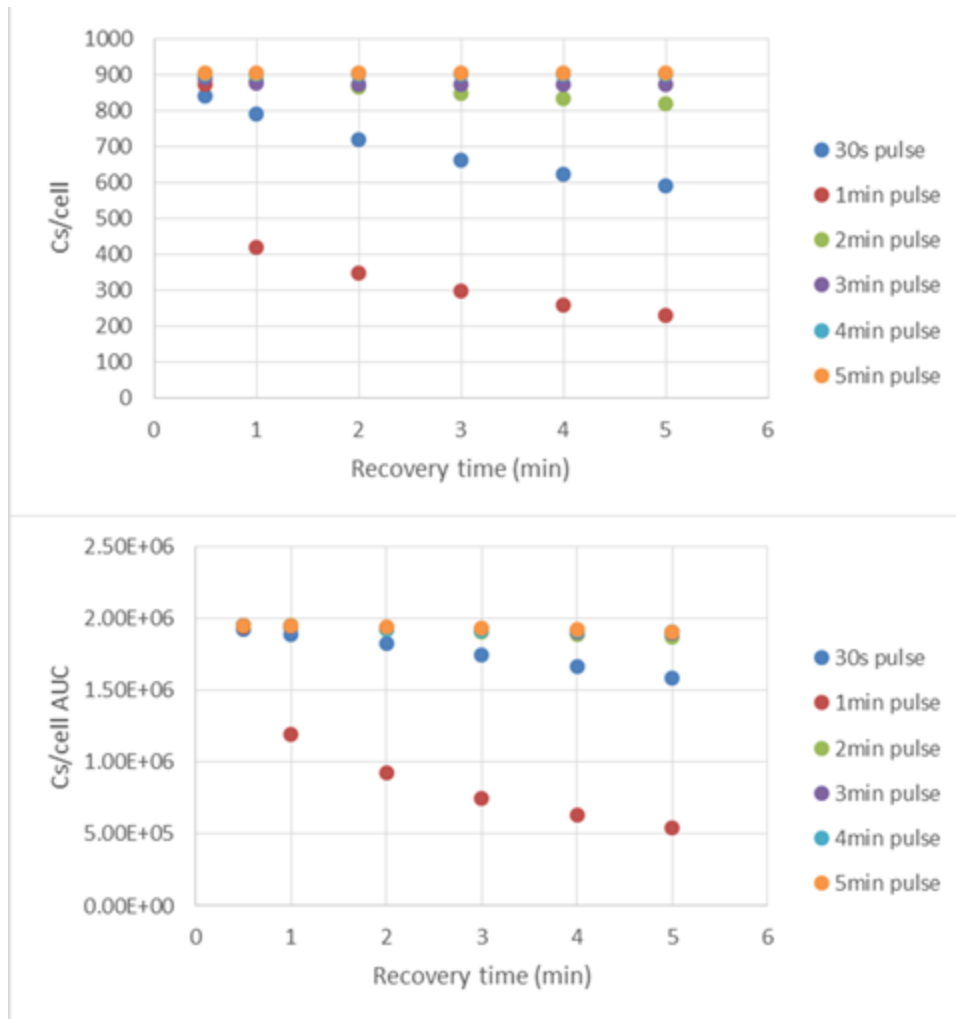 1000
900
800
700
600
500
400
300
200
100
0
Cs/cell
0 1 2 3 4 5 6
Recovery time (min)
30s pulse
1min pulse
2min pulse
3min pulse
4min pulse
5min pulse
2.50E+06
2.00E+06
1.50E+06
1.00E+06
5.00E+05
0.00E+00
Cs/cell AUC
0 1 2 3 4 5 6
Recovery time (min)
30s pulse
1min pulse
2min pulse
3min pulse
4min pulse
5min pulse